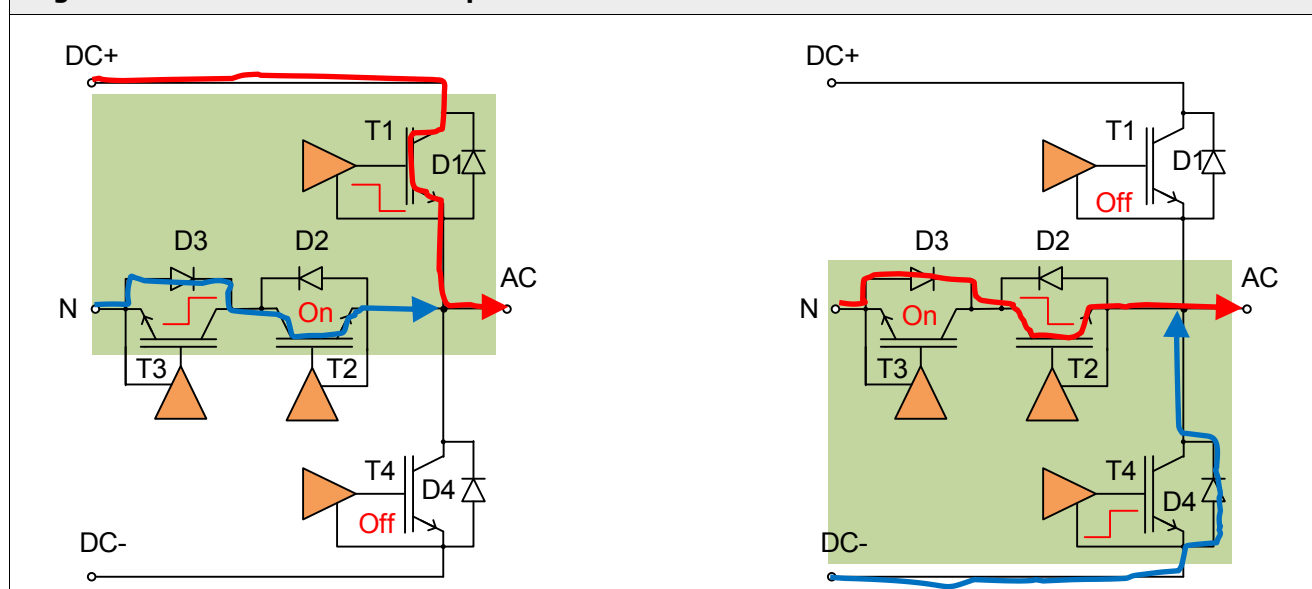 DC+
T1
D1
D3
D2
AC
N
On
T3
T2
T4
D4
Off
DC-
DC+
T1
D1
Off
D3
D2
AC
N
On
T3
T2
T4
D4
DC-